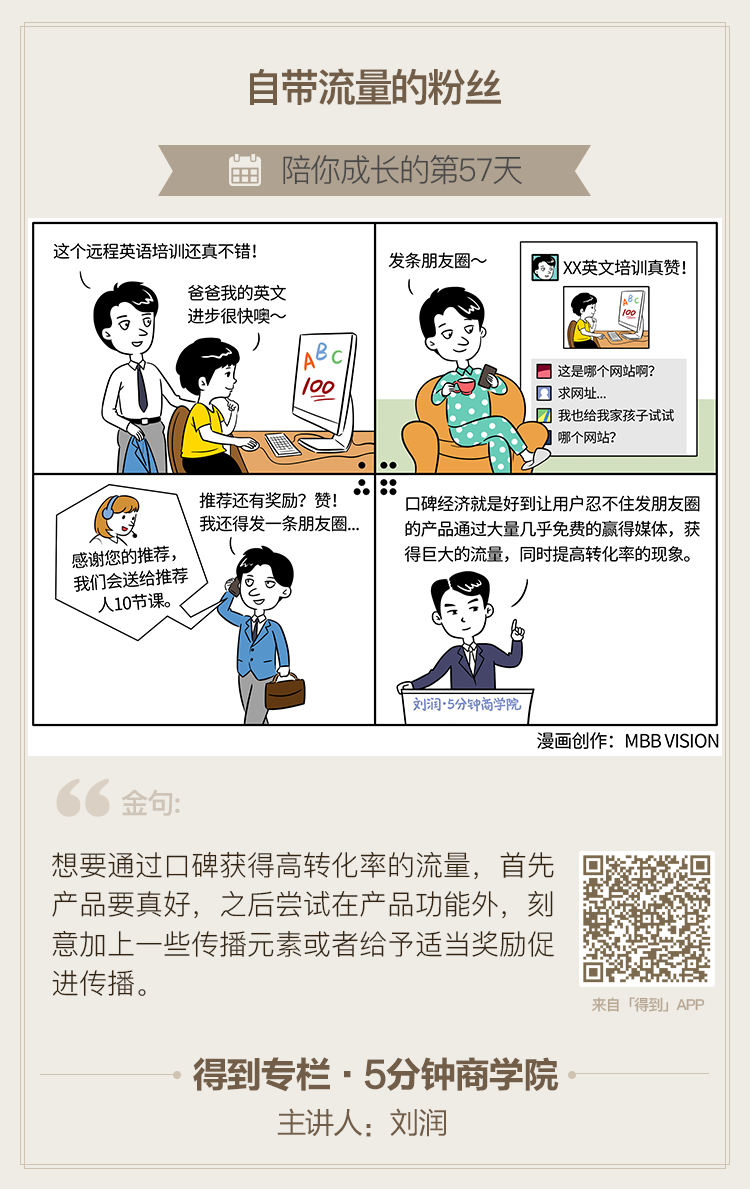 自带流量的粉丝
陪你成长的第57天
这个远程英语培训还真不错！
爸爸我的英文
进步很快噢～
ABC
100
发条朋友圈～
XX英文培训真赞！
ABC
100
这是哪个网站啊？
求网址...
我也给我家孩子试试
哪个网站？
感谢您的推荐，
我们会送给推荐
人10节课。
推荐还有奖励？赞！
我还得发一条朋友圈...
口碑经济就是好到让用户忍不住发朋友圈
的产品通过大量几乎免费的赢得媒体，获
得巨大的流量，同时提高转化率的现象。
刘润·5分钟商学院
漫画创作：MBB VISION
金句:
想要通过口碑获得高转化率的流量，首先
产品要真好，之后尝试在产品功能外，刻
意加上一些传播元素或者给予适当奖励促
进传播。
来自「得到」APP
得到专栏·5分钟商学院
主讲人：刘润